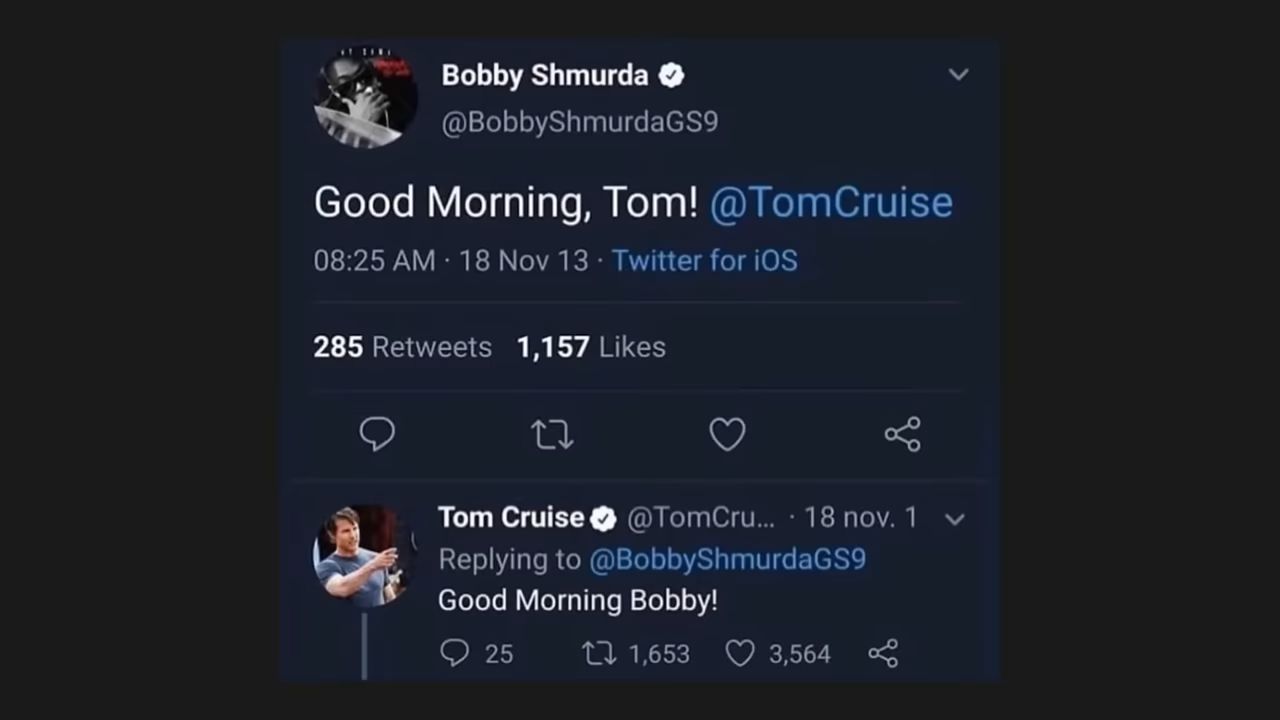 Bobby Shmurda
@BobbyShmurdaGS9
Good Morning, Tom! @TomCruise
08:25 AM · 18 Nov 13 · Twitter for iOS
285 Retweets 1,157 Likes
Tom Cruise @TomCru... · 18 nov. 1
Replying to @BobbyShmurdaGS9
Good Morning Bobby!
25 1,653 3,564